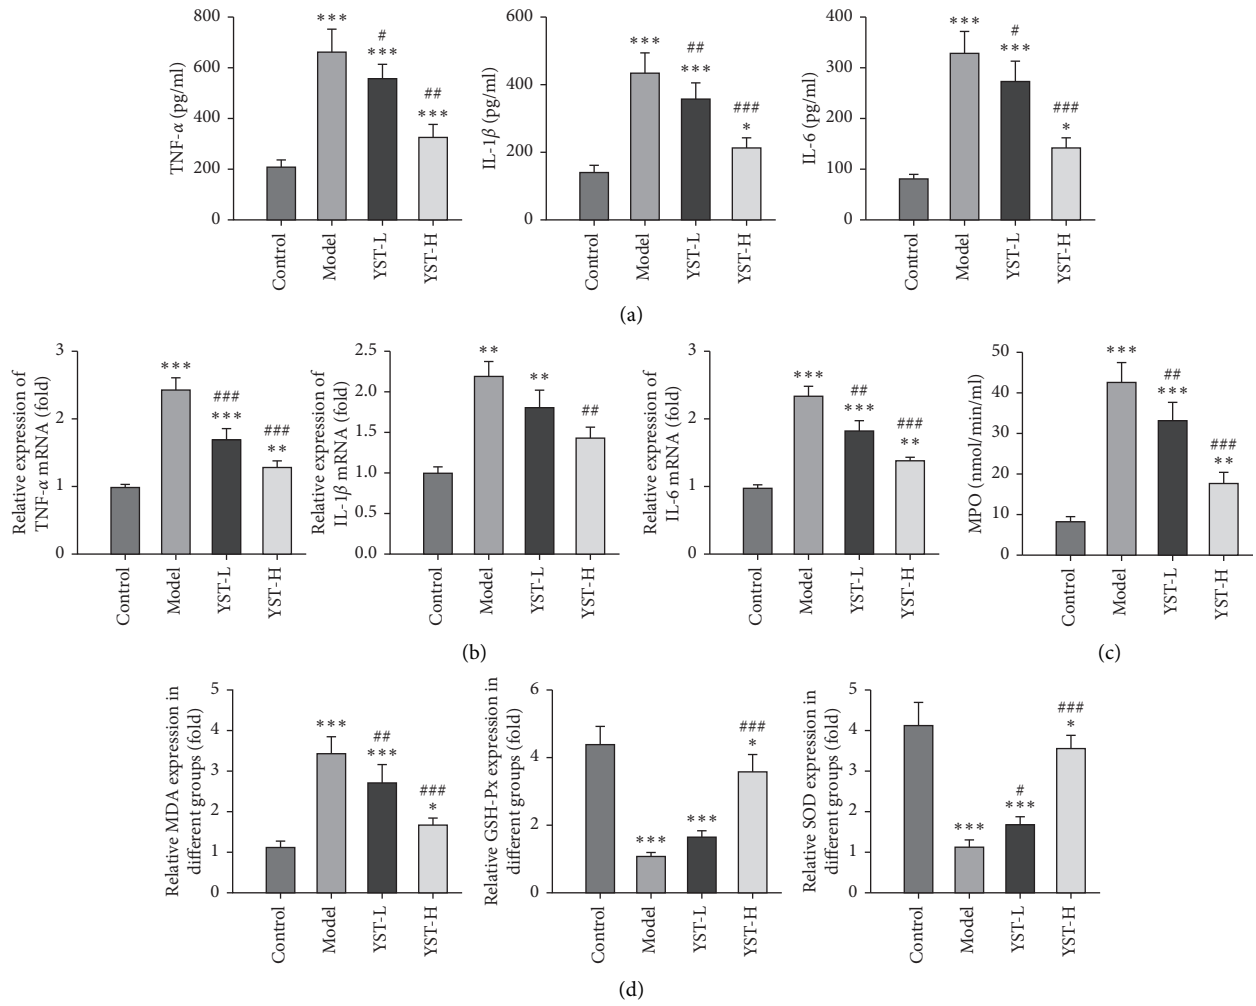 TNF-α (pg/ml)
800
600
400
200
0
***
#
***
##
***
Control
Model
YST-L
YST-H
IL-1β (pg/ml)
600
400
200
0
***
##
***
###
*
Control
Model
YST-L
YST-H
IL-6 (pg/ml)
400
300
200
100
0
***
#
***
###
*
Control
Model
YST-L
YST-H
(a)
Relative expression of
TNF-α mRNA (fold)
3
2
1
0
***
###
***
###
**
Control
Model
YST-L
YST-H
Relative expression of
IL-1β mRNA (fold)
2.5
2.0
1.5
1.0
0.0
**
**
##
Control
Model
YST-L
YST-H
Relative expression of
IL-6 mRNA (fold)
3
2
1
0
***
##
***
###
**
Control
Model
YST-L
YST-H
(b)
MPO (nmol/min/ml)
50
40
30
20
10
0
***
##
***
###
**
Control
Model
YST-L
YST-H
(c)
Relative MDA expression in
different groups (fold)
5
4
3
2
1
0
***
##
***
###
*
Control
Model
YST-L
YST-H
Relative GSH-Px expression in
different groups (fold)
6
4
2
0
***
***
###
*
Control
Model
YST-L
YST-H
Relative SOD expression in
different groups (fold)
5
4
3
2
1
0
***
#
***
###
*
Control
Model
YST-L
YST-H
(d)